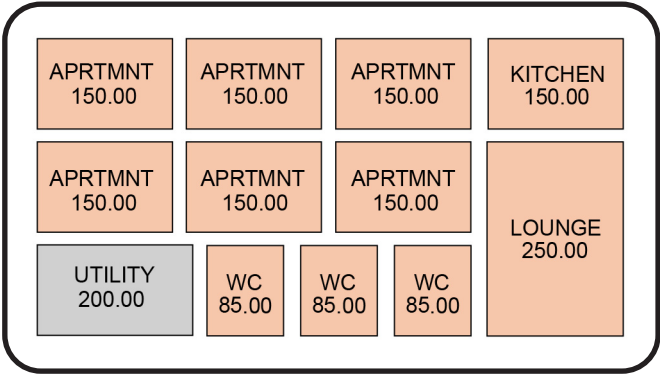 APRTMNT
150.00
APRTMNT
150.00
APRTMNT
150.00
KITCHEN
150.00
APRTMNT
150.00
APRTMNT
150.00
APRTMNT
150.00
LOUNGE
250.00
UTILITY
200.00
WC
85.00
WC
85.00
WC
85.00